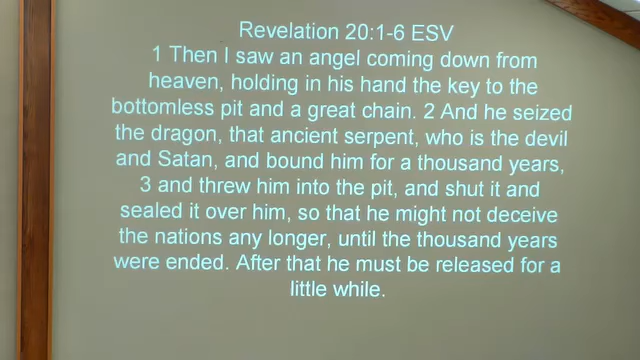 Revelation 20:1-6 ESV
1 Then I saw an angel coming down from
heaven, holding in his hand the key to the
bottomless pit and a great chain. 2 And he seized
the dragon, that ancient serpent, who is the devil
and Satan, and bound him for a thousand years,
3 and threw him into the pit, and shut it and
sealed it over him, so that he might not deceive
the nations any longer, until the thousand years
were ended. After that he must be released for a
little while.